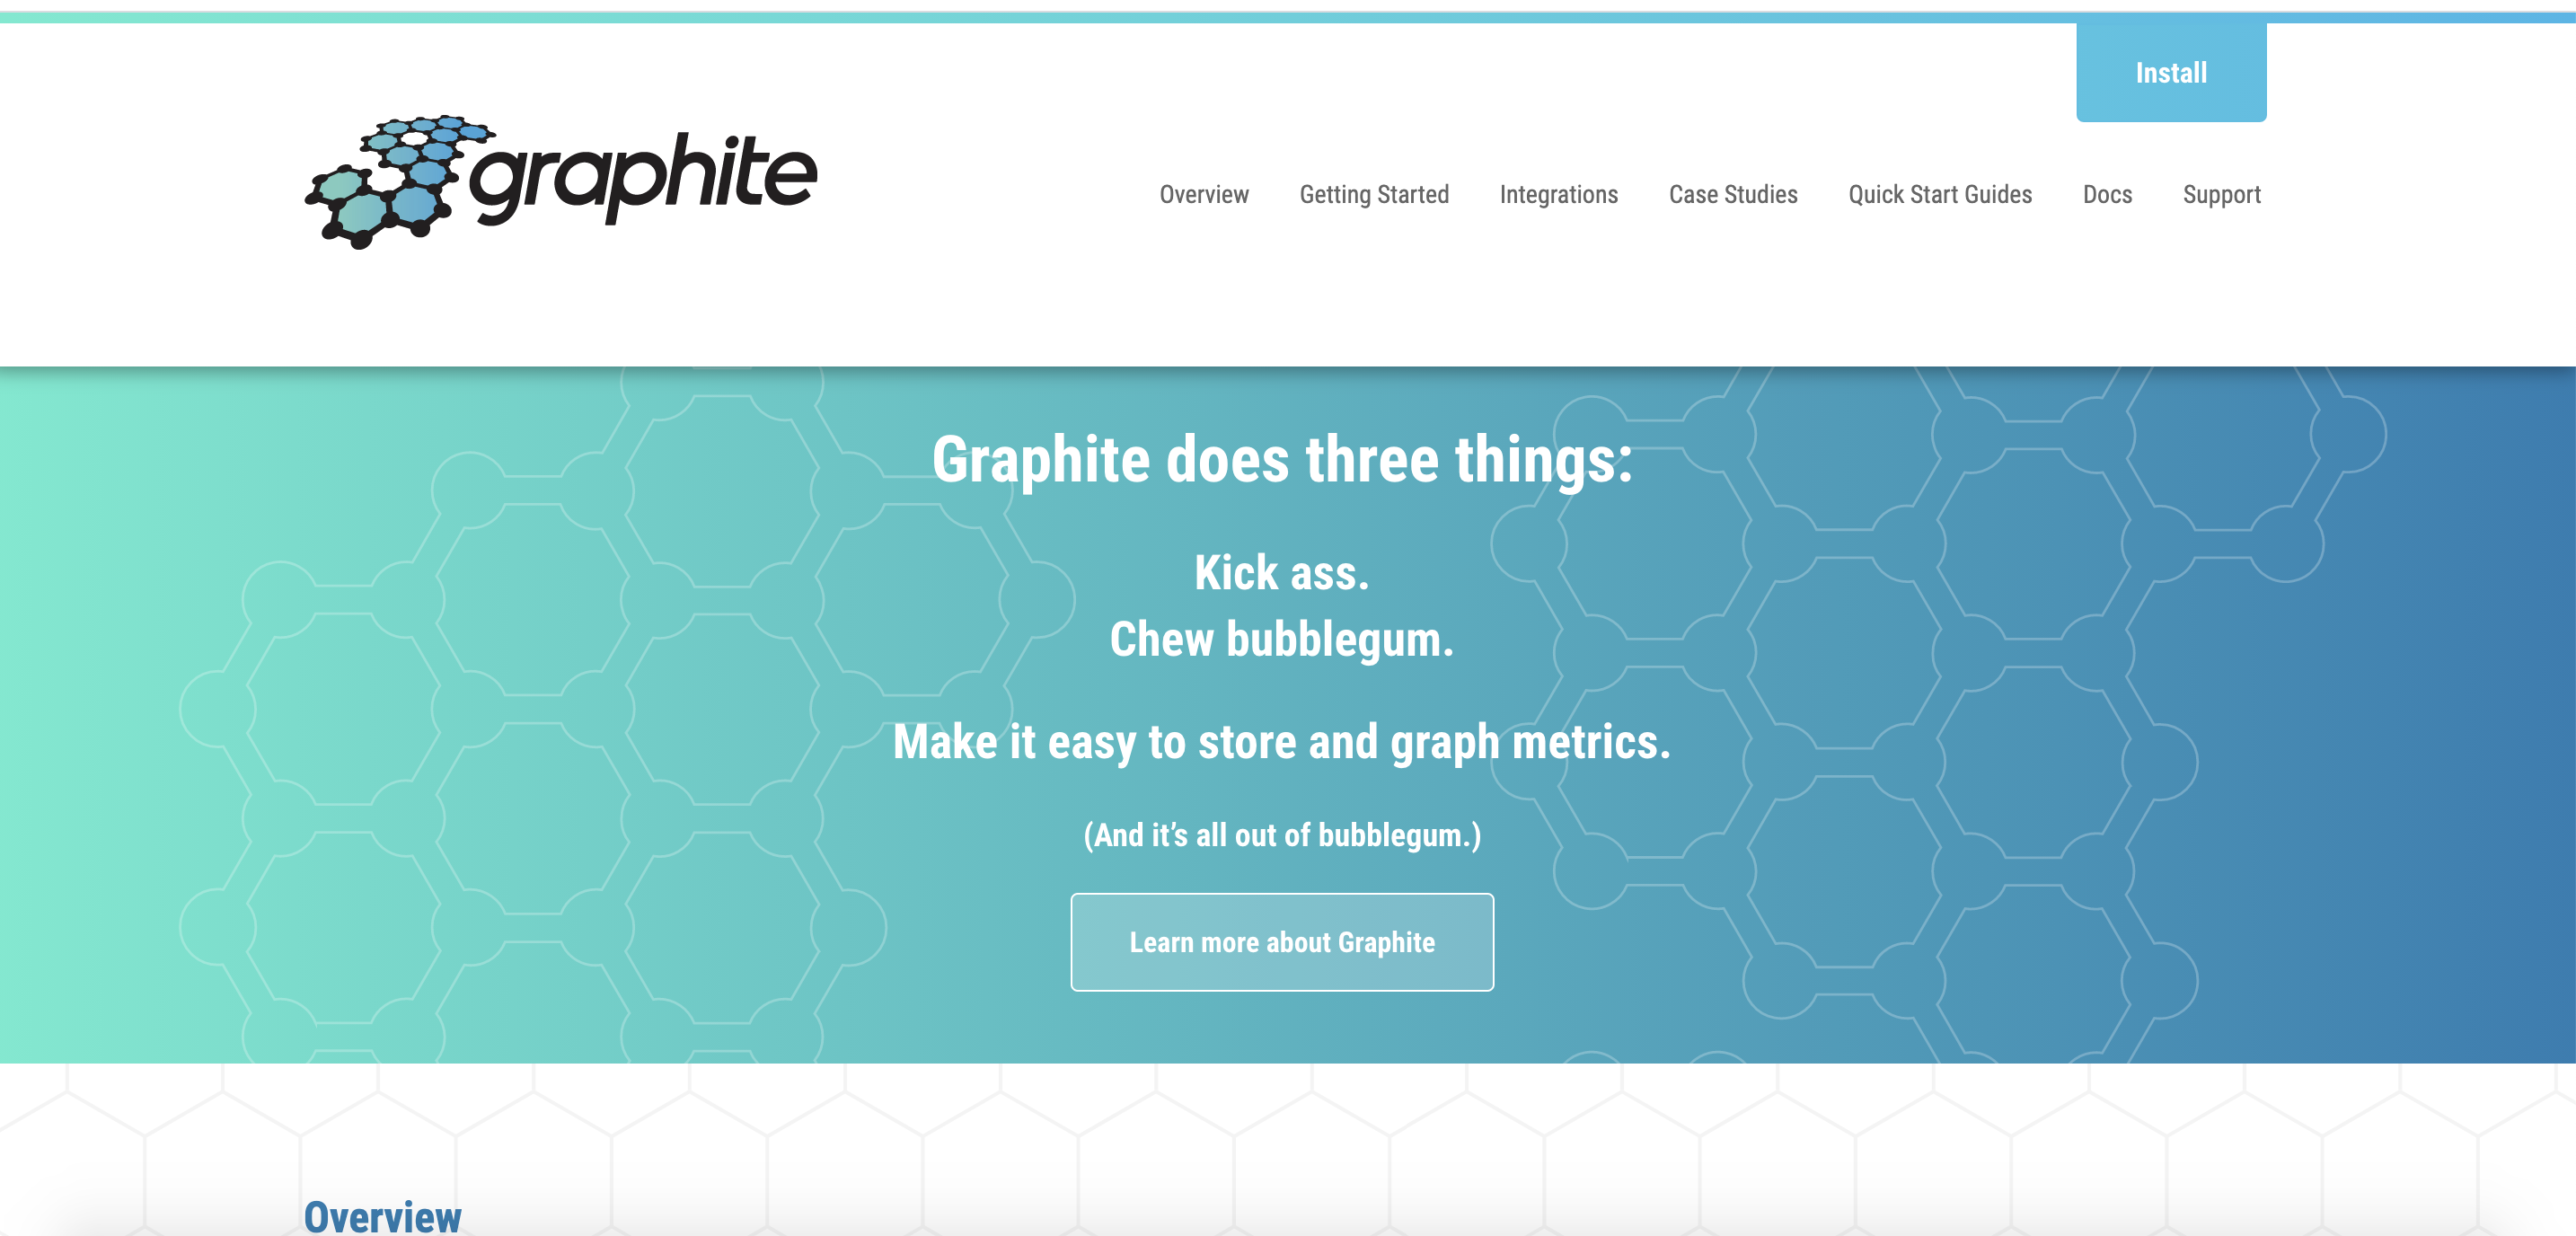 Install
graphite
Overview Getting Started Integrations Case Studies Quick Start Guides Docs Support
Graphite does three things:
Kick ass.
Chew bubblegum.
Make it easy to store and graph metrics.
(And it’s all out of bubblegum.)
Learn more about Graphite
Overview